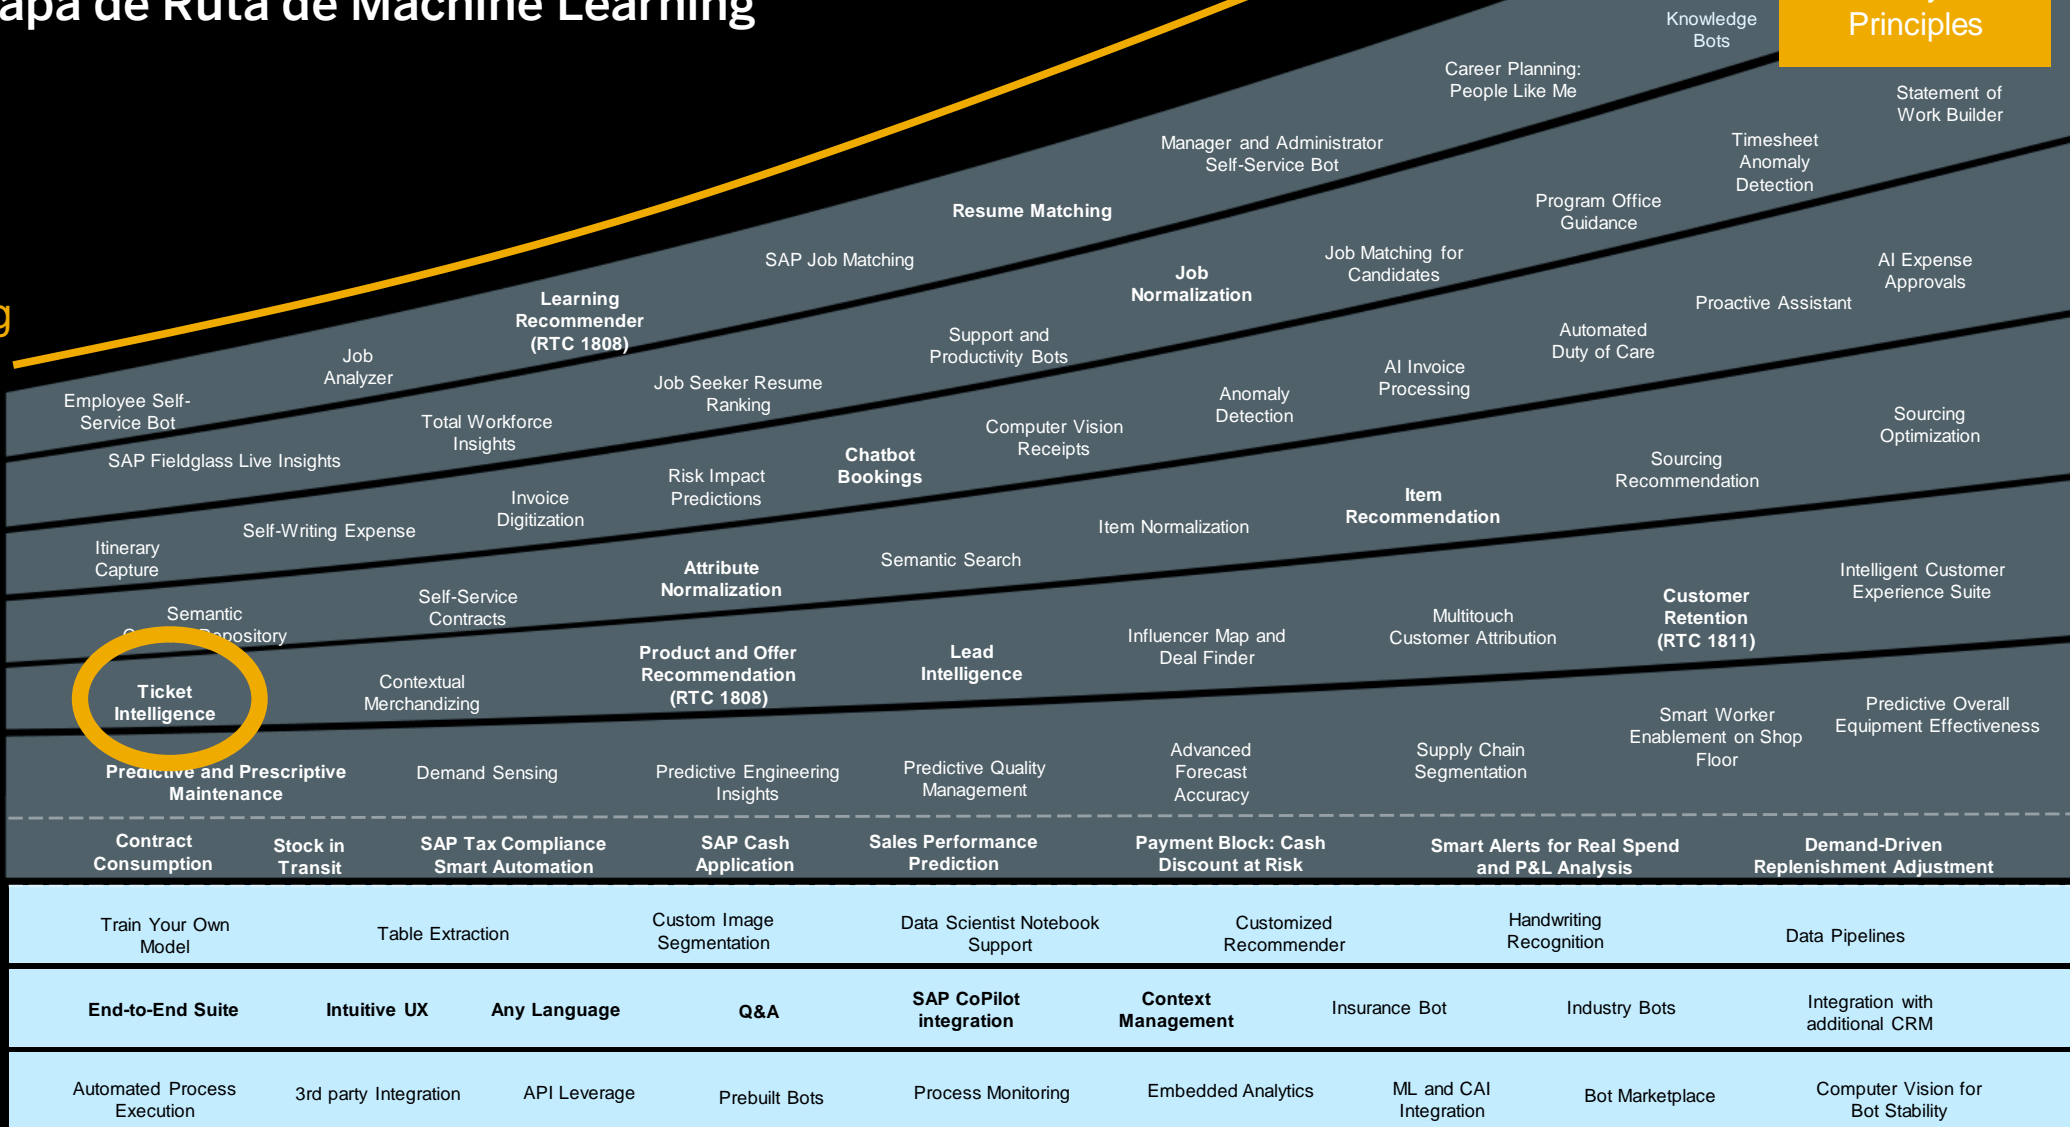 apa de Ruta de Machine Learning
Principles
Knowledge
Bots
Career Planning:
People Like Me
Statement of
Work Builder
Manager and Administrator
Self-Service Bot
Timesheet
Anomaly
Detection
Resume Matching
Program Office
Guidance
SAP Job Matching
Job
Normalization
Job Matching for
Candidates
AI Expense
Approvals
g
Learning
Recommender
(RTC 1808)
Proactive Assistant
Support and
Productivity Bots
Automated
Duty of Care
Job
Analyzer
Job Seeker Resume
Ranking
AI Invoice
Processing
Employee Self-
Service Bot
Total Workforce
Insights
Anomaly
Detection
Sourcing
Optimization
SAP Fieldglass Live Insights
Chatbot
Bookings
Computer Vision
Receipts
Risk Impact
Predictions
Sourcing
Recommendation
Invoice
Digitization
Item
Recommendation
Self-Writing Expense
Item Normalization
Itinerary
Capture
Attribute
Normalization
Semantic Search
Intelligent Customer
Experience Suite
Semantic
Repository
Self-Service
Contracts
Customer
Retention
(RTC 1811)
Multitouch
Customer Attribution
Influencer Map and
Deal Finder
Product and Offer
Recommendation
(RTC 1808)
Lead
Intelligence
Ticket
Intelligence
Contextual
Merchandizing
Predictive Overall
Equipment Effectiveness
Smart Worker
Enablement on Shop
Floor
Predictive and Prescriptive
Maintenance
Demand Sensing
Predictive Engineering
Insights
Predictive Quality
Management
Advanced
Forecast
Accuracy
Supply Chain
Segmentation
Contract
Consumption
Stock in
Transit
SAP Tax Compliance
Smart Automation
SAP Cash
Application
Sales Performance
Prediction
Payment Block: Cash
Discount at Risk
Smart Alerts for Real Spend
and P&L Analysis
Demand-Driven
Replenishment Adjustment
Train Your Own
Model
Table Extraction
Custom Image
Segmentation
Data Scientist Notebook
Support
Customized
Recommender
Handwriting
Recognition
Data Pipelines
End-to-End Suite
Intuitive UX
Any Language
Q&A
SAP CoPilot
integration
Context
Management
Insurance Bot
Industry Bots
Integration with
additional CRM
Automated Process
Execution
3rd party Integration
API Leverage
Prebuilt Bots
Process Monitoring
Embedded Analytics
ML and CAI
Integration
Bot Marketplace
Computer Vision for
Bot Stability